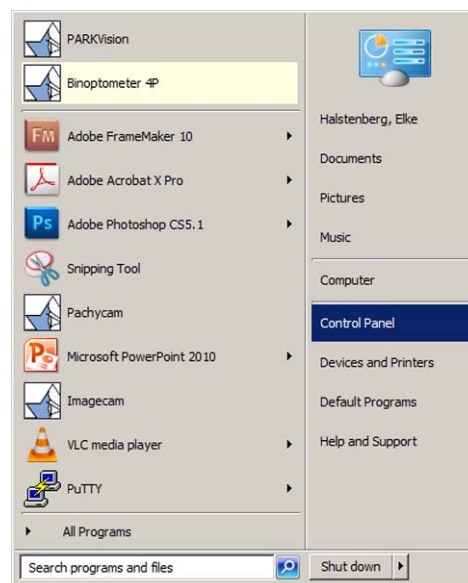 PARKVision
Binoptometer 4P
Fm
Adobe FrameMaker 10
Adobe Acrobat X Pro
Ps
Adobe Photoshop CS5.1
Snipping Tool
Pachycam
P
Microsoft PowerPoint 2010
Imagecam
VLC media player
PuTTY
All Programs
Search programs and files
Halstenberg, Elke
Documents
Pictures
Music
Computer
Control Panel
Devices and Printers
Default Programs
Help and Support
Shut down